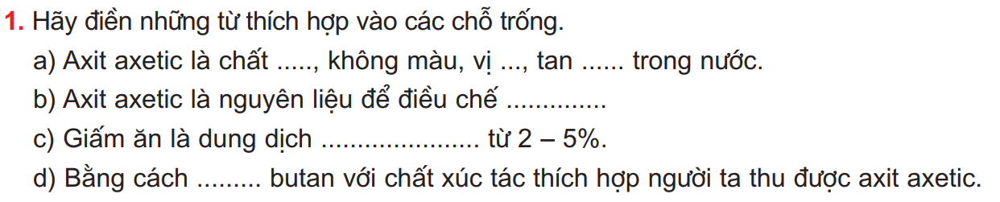 1. Hãy điền những từ thích hợp vào các chỗ trống.
a) Axit axetic là chất ....., không màu, vị ..., tan ...... trong nước.
b) Axit axetic là nguyên liệu để điều chế ..............
c) Giấm ăn là dung dịch ...................... từ 2 – 5%.
d) Bằng cách ......... butan với chất xúc tác thích hợp người ta thu được axit axetic.